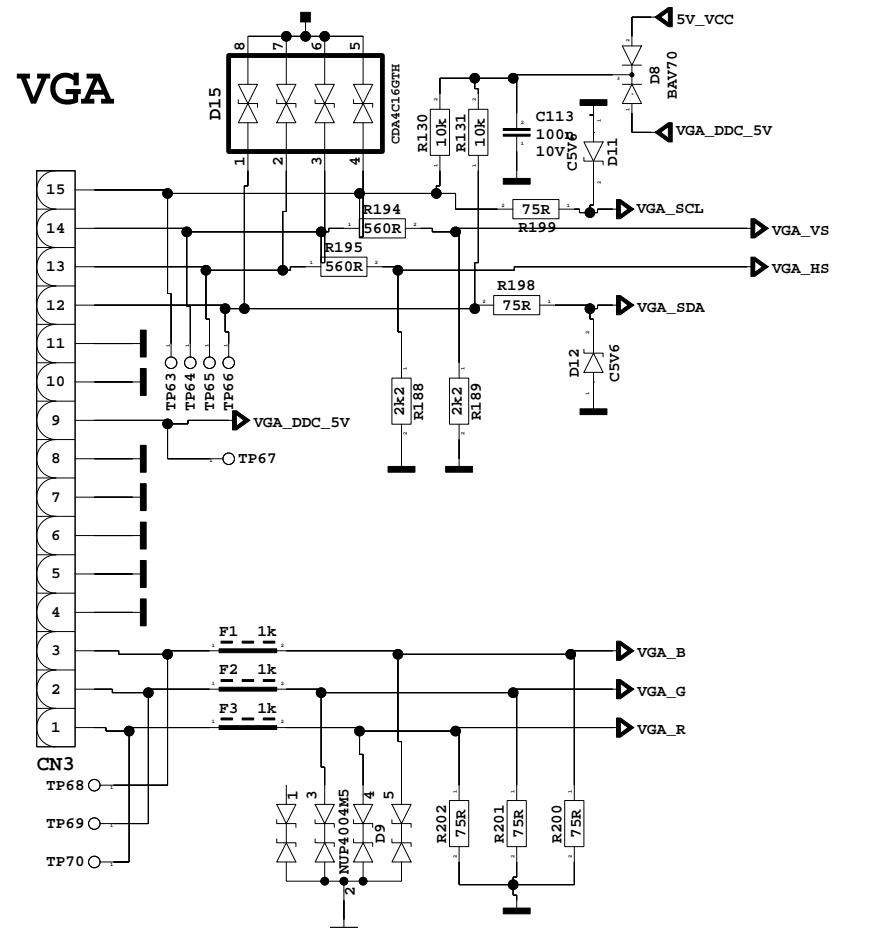 VGA
D15
8
7
6
5
CDA4C16GTH
1
2
3
4
5V_VCC
D8
BAV70
VGA_DDC_5V
R130
10k
R131
10k
C113
100n
10V
C5V6
D11
VGA_SCL
75R
R199
R194
560R
VGA_VS
R195
560R
VGA_HS
R198
75R
VGA_SDA
D12
C5V6
2k2
R188
2k2
R189
15
14
13
12
11
10
9
8
7
6
5
4
3
2
1
CN3
TP63
TP64
TP65
TP66
VGA_DDC_5V
TP67
F1 1k
VGA_B
F2 1k
VGA_G
F3 1k
VGA_R
TP68
TP69
TP70
1
3
4
5
NUP4004M5
D9
2
R202
75R
R201
75R
R200
75R